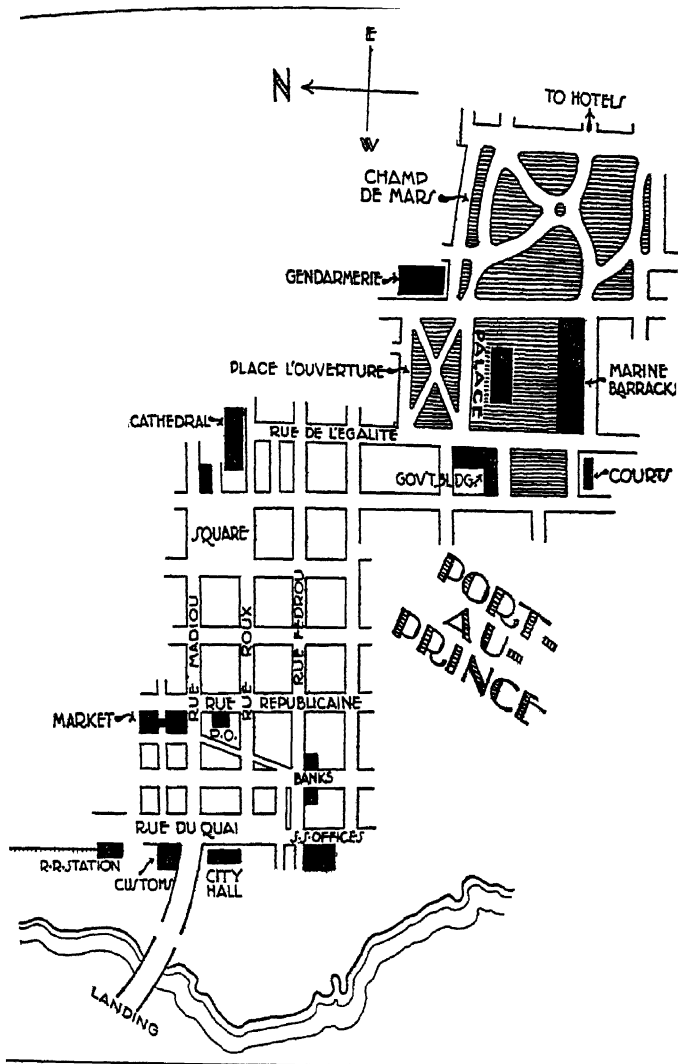 E
N
W
TO HOTELS
CHAMP
DE MARS
GENDARMERIE
PALACE
PLACE L'OUVERTURE
MARINE
BARRACKS
CATHEDRAL
RUE DE L'EGALITE
GOV'T BLDG
COURTS
SQUARE
PORT-
AU-
PRINCE
RUE MADIOU
RUE ROUX
RUE FEDROU
RUE REPUBLICAINE
MARKET
P.O.
BANKS
RUE DU QUAI
S.S. OFFICES
R.R. STATION
CUSTOMS
CITY
HALL
LANDING